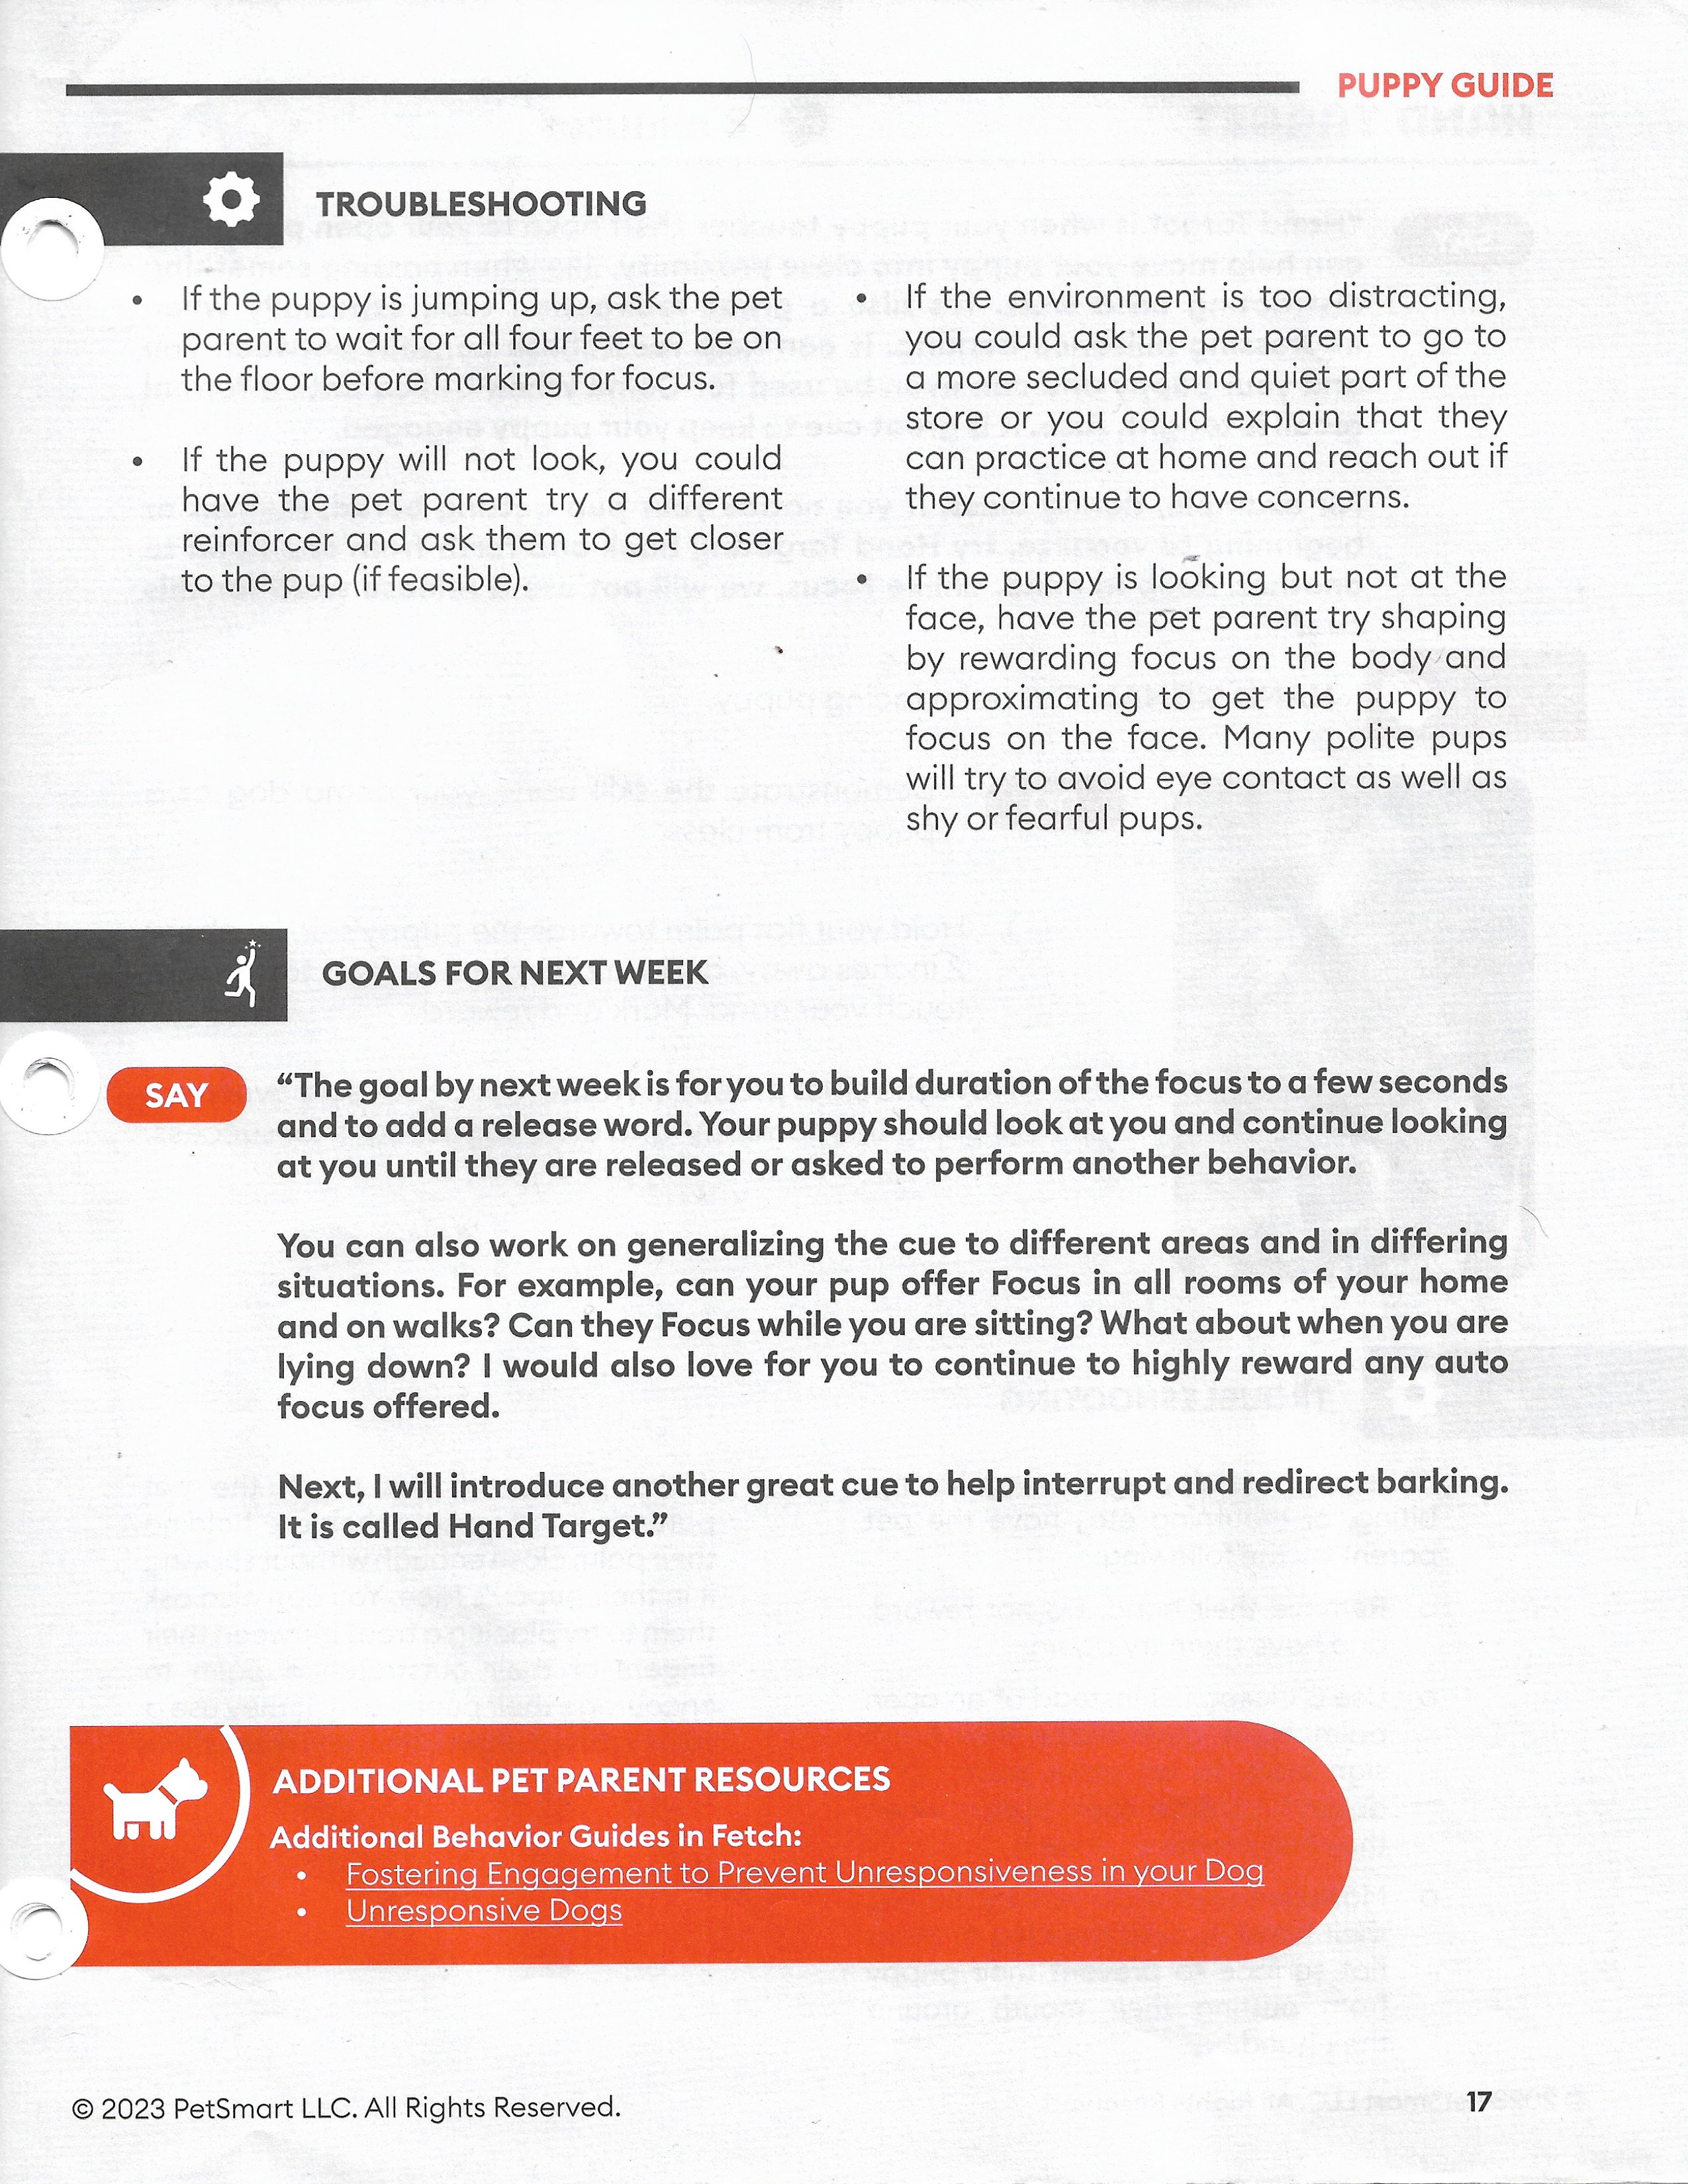 PUPPY GUIDE
TROUBLESHOOTING
• If the puppy is jumping up, ask the pet
parent to wait for all four feet to be on
the floor before marking for focus.
• If the puppy will not look, you could
have the pet parent try a different
reinforcer and ask them to get closer
to the pup (if feasible).
• If the environment is too distracting,
you could ask the pet parent to go to
a more secluded and quiet part of the
store or you could explain that they
can practice at home and reach out if
they continue to have concerns.
• If the puppy is looking but not at the
face, have the pet parent try shaping
by rewarding focus on the body and
approximating to get the puppy to
focus on the face. Many polite pups
will try to avoid eye contact as well as
shy or fearful pups.
GOALS FOR NEXT WEEK
SAY
“The goal by next week is for you to build duration of the focus to a few seconds
and to add a release word. Your puppy should look at you and continue looking
at you until they are released or asked to perform another behavior.
You can also work on generalizing the cue to different areas and in differing
situations. For example, can your pup offer Focus in all rooms of your home
and on walks? Can they Focus while you are sitting? What about when you are
lying down? I would also love for you to continue to highly reward any auto
focus offered.
Next, I will introduce another great cue to help interrupt and redirect barking.
It is called Hand Target.”
ADDITIONAL PET PARENT RESOURCES
Additional Behavior Guides in Fetch:
• Fostering Engagement to Prevent Unresponsiveness in your Dog
• Unresponsive Dogs
© 2023 PetSmart LLC. All Rights Reserved.
17